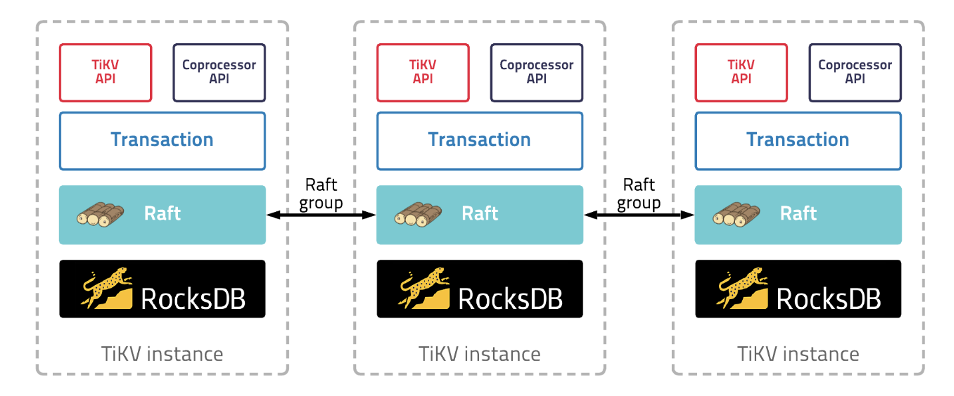 TiKV
API
Coprocessor
API
Transaction
Raft
RocksDB
TiKV instance
Raft
group
TiKV
API
Coprocessor
API
Transaction
Raft
RocksDB
TiKV instance
Raft
group
TiKV
API
Coprocessor
API
Transaction
Raft
RocksDB
TiKV instance